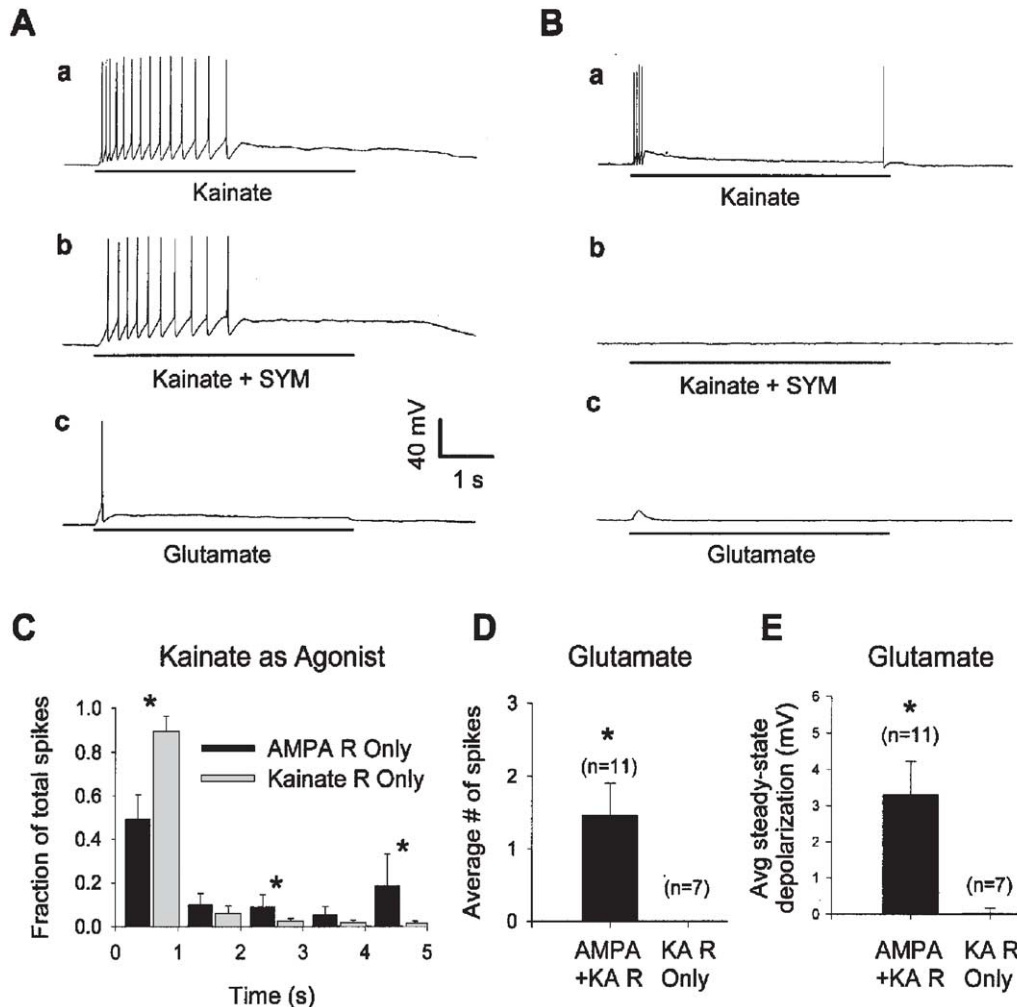 A
B
a
Kainate
b
Kainate + SYM
c
Glutamate
40 mV
1 s
a
Kainate
b
Kainate + SYM
c
Glutamate
C
Kainate as Agonist
Fraction of total spikes
1.0
0.8
0.6
0.4
0.2
0.0
*
AMPA R Only
Kainate R Only
*
*
0 1 2 3 4 5
Time (s)
D
Glutamate
Average # of spikes
3
2
1
0
*
(n=11)
(n=7)
AMPA
+KA R
KA R
Only
E
Glutamate
Avg steady-state
depolarization (mV)
6
5
4
3
2
1
0
*
(n=11)
(n=7)
AMPA
+KA R
KA R
Only